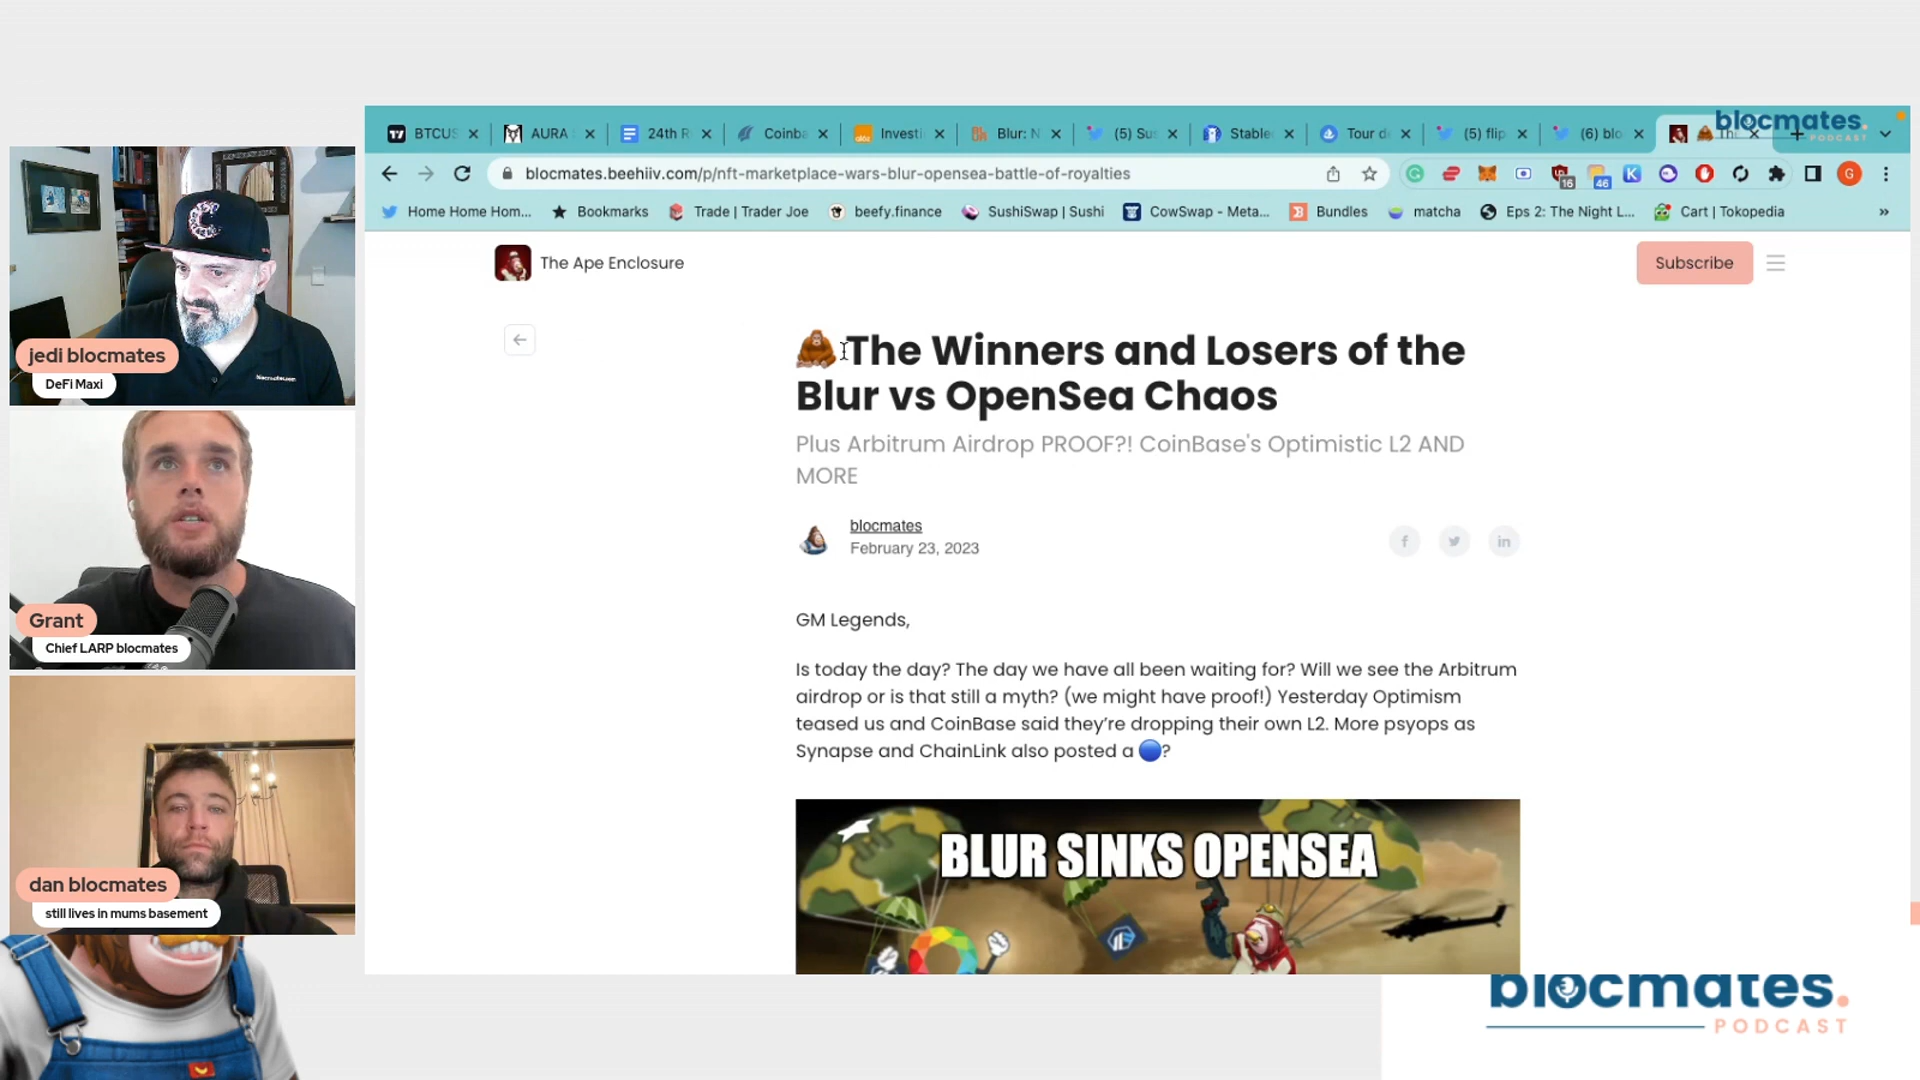 BTCUS
AURA
24th R
Coinba
Investi
Blur: N
(5) Sus
Stable
Tour d
(5) flip
(6) blo
blocmates.
PODCAST
blocmates.beehiiv.com/p/nft-marketplace-wars-blur-opensea-battle-of-royalties
16
46
G
Home Home Hom...
Bookmarks
Trade | Trader Joe
beefy.finance
SushiSwap | Sushi
CowSwap - Meta...
Bundles
matcha
Eps 2: The Night L...
Cart | Tokopedia
»
The Ape Enclosure
Subscribe
The Winners and Losers of the
Blur vs OpenSea Chaos
Plus Arbitrum Airdrop PROOF?! CoinBase's Optimistic L2 AND
MORE
blocmates
February 23, 2023
GM Legends,
Is today the day? The day we have all been waiting for? Will we see the Arbitrum
airdrop or is that still a myth? (we might have proof!) Yesterday Optimism
teased us and CoinBase said they’re dropping their own L2. More psyops as
Synapse and ChainLink also posted a 🔵?
BLUR SINKS OPENSEA
jedi blocmates
DeFi Maxi
Grant
Chief LARP blocmates
dan blocmates
still lives in mums basement
blocmates.
PODCAST